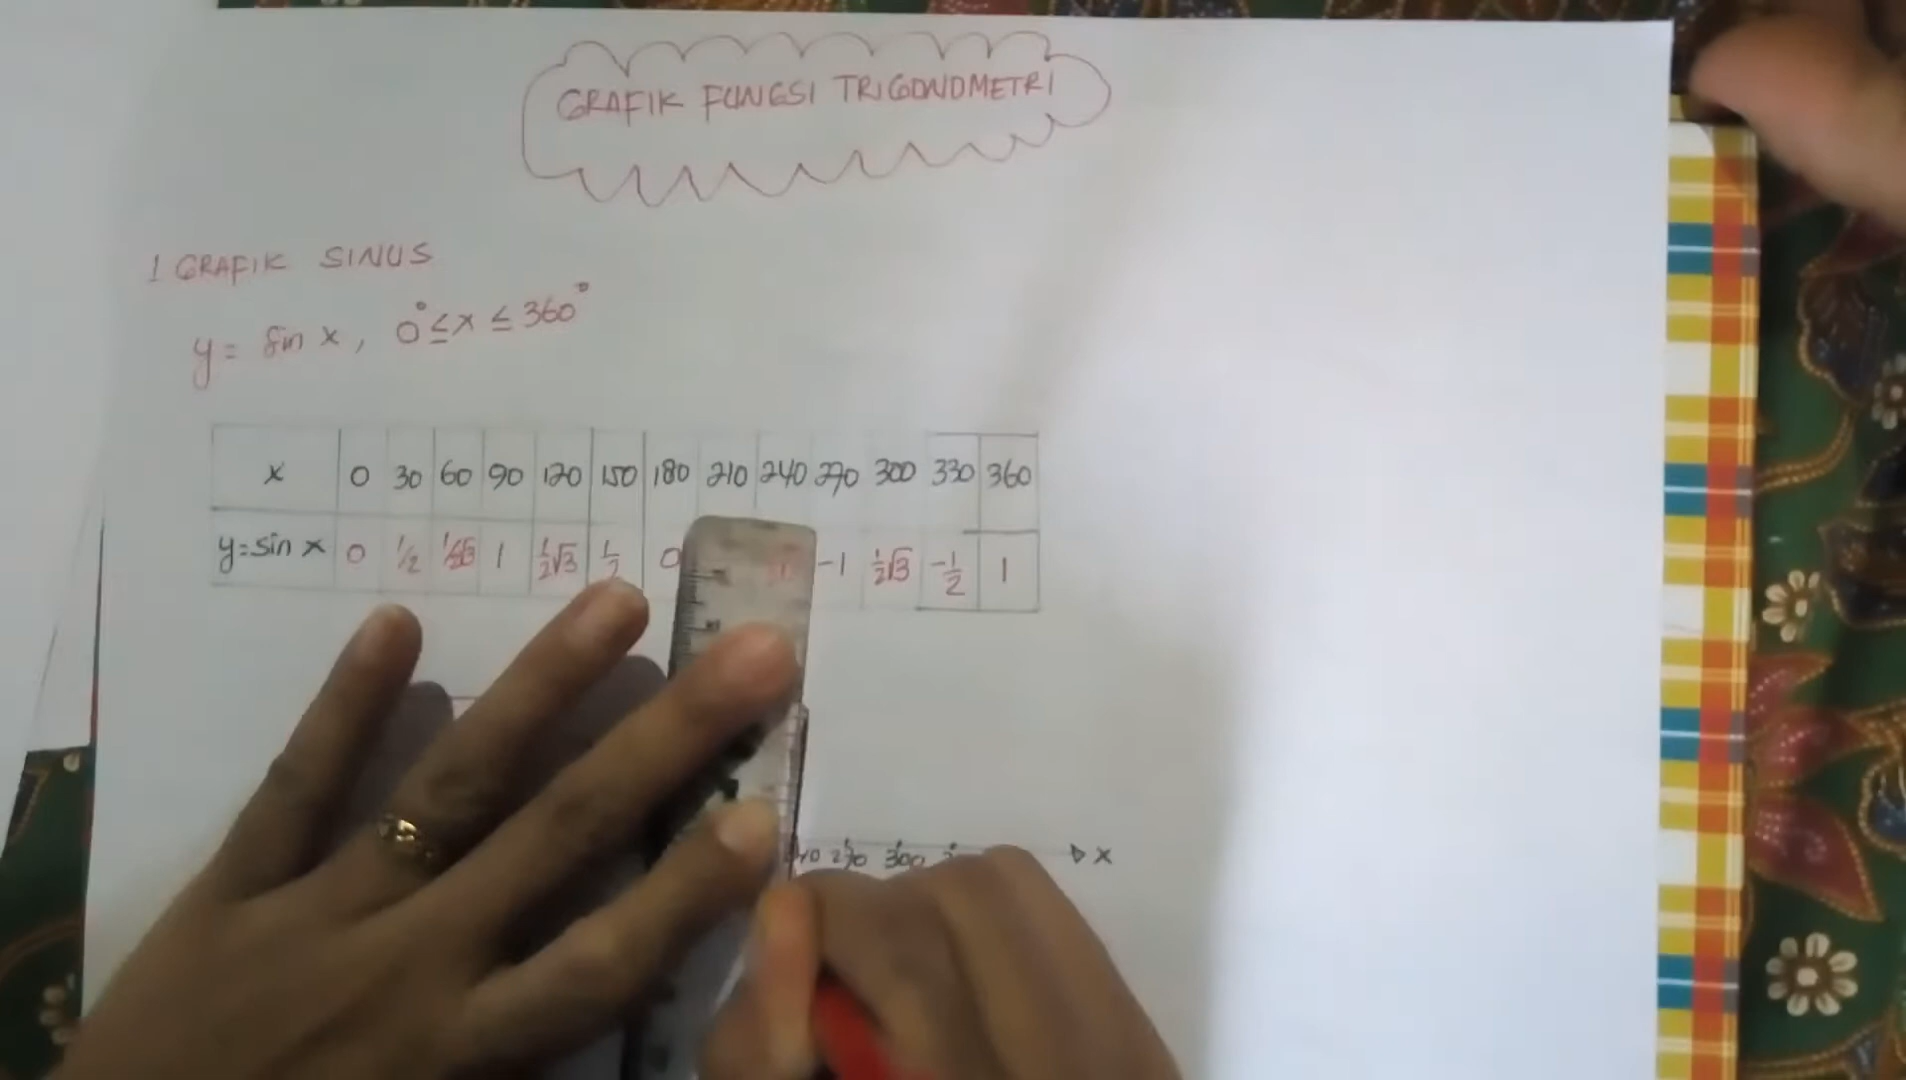 GRAFIK FUNGSI TRIGONOMETRI
1 GRAFIK SINUS
y = sin x, 0° ≤ x ≤ 360°
x 0 30 60 90 120 150 180 210 240 270 300 330 360
y=sin x 0 1/2 1/2√3 1 1/2√3 1/2 0 -1 1/2√3 -1/2 1
270 300 x